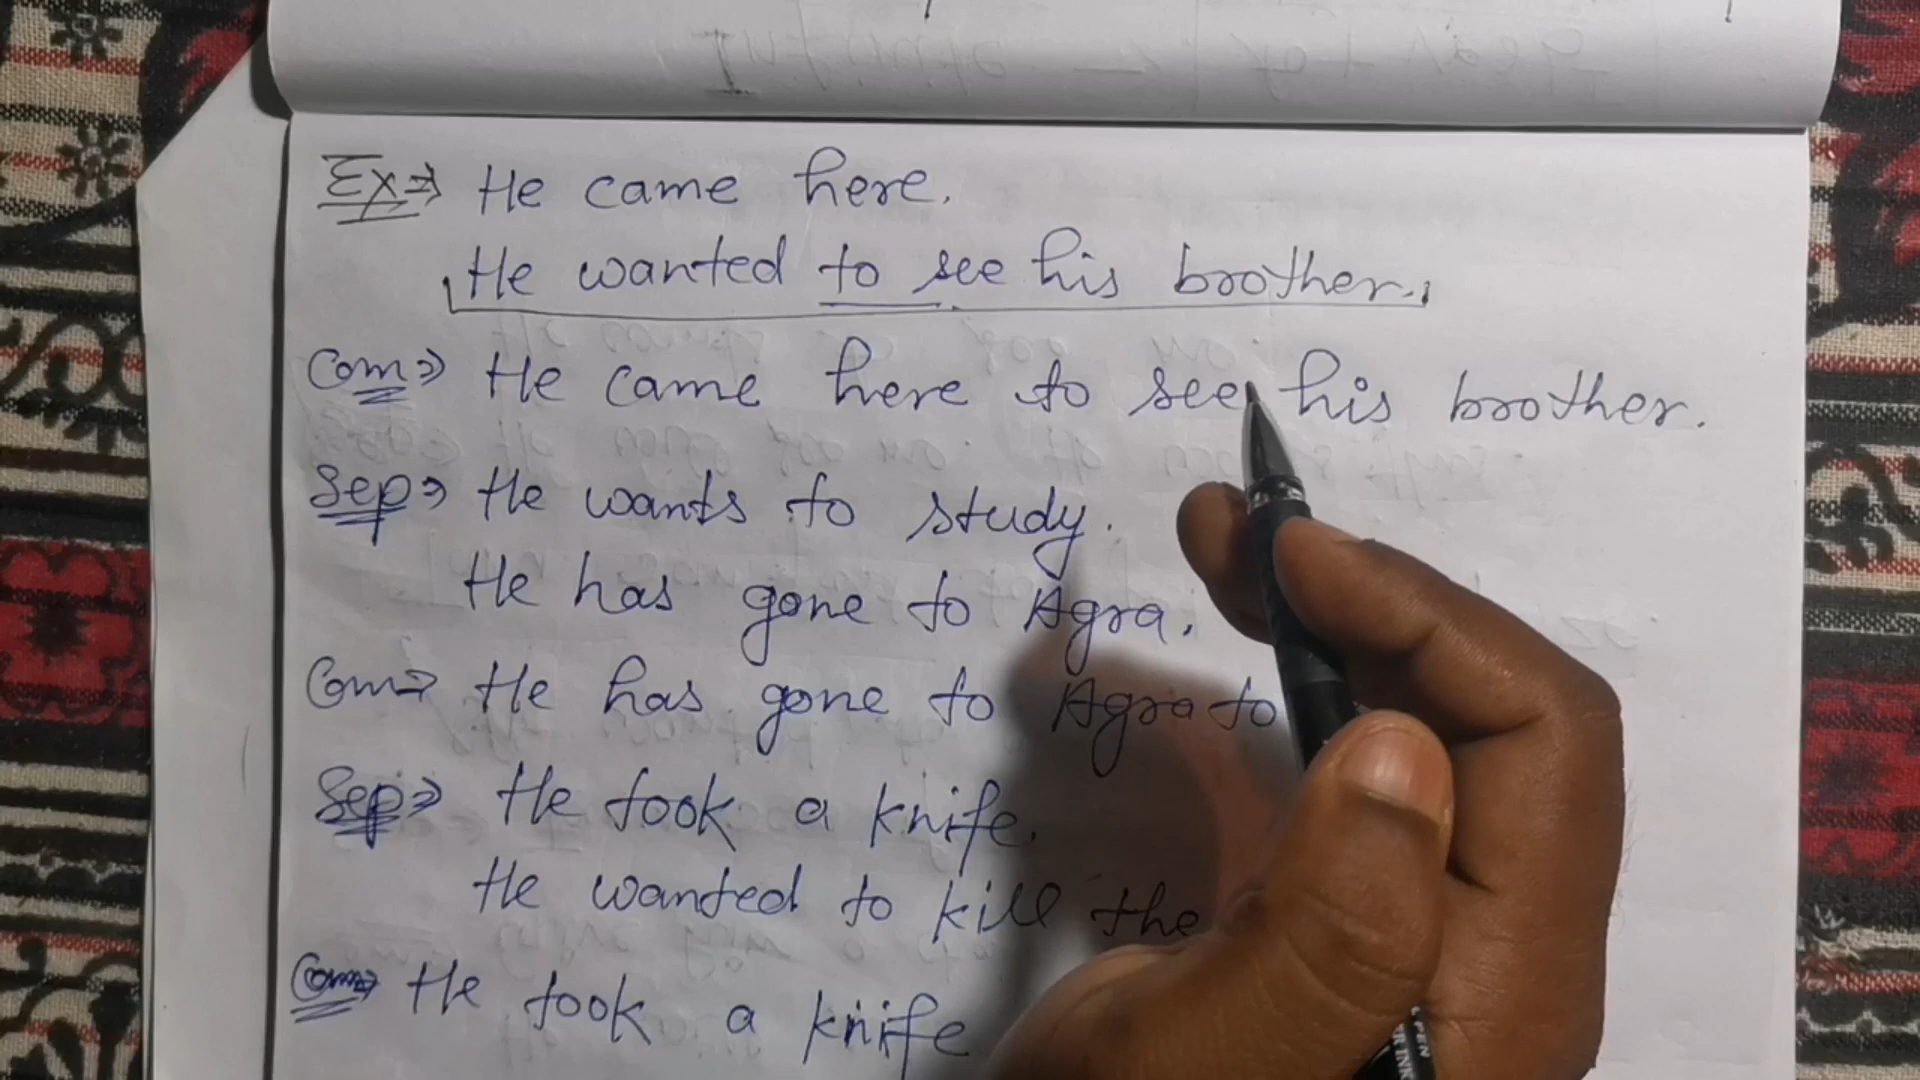 Ex⇒ He came here.
He wanted to see his brother.
Com⇒ He came here to see his brother.
Sep⇒ He wants to study.
He has gone to Agra.
Com⇒ He has gone to Agra to
Sep⇒ He took a knife.
He wanted to kill the
Com⇒ He took a knife
PEN